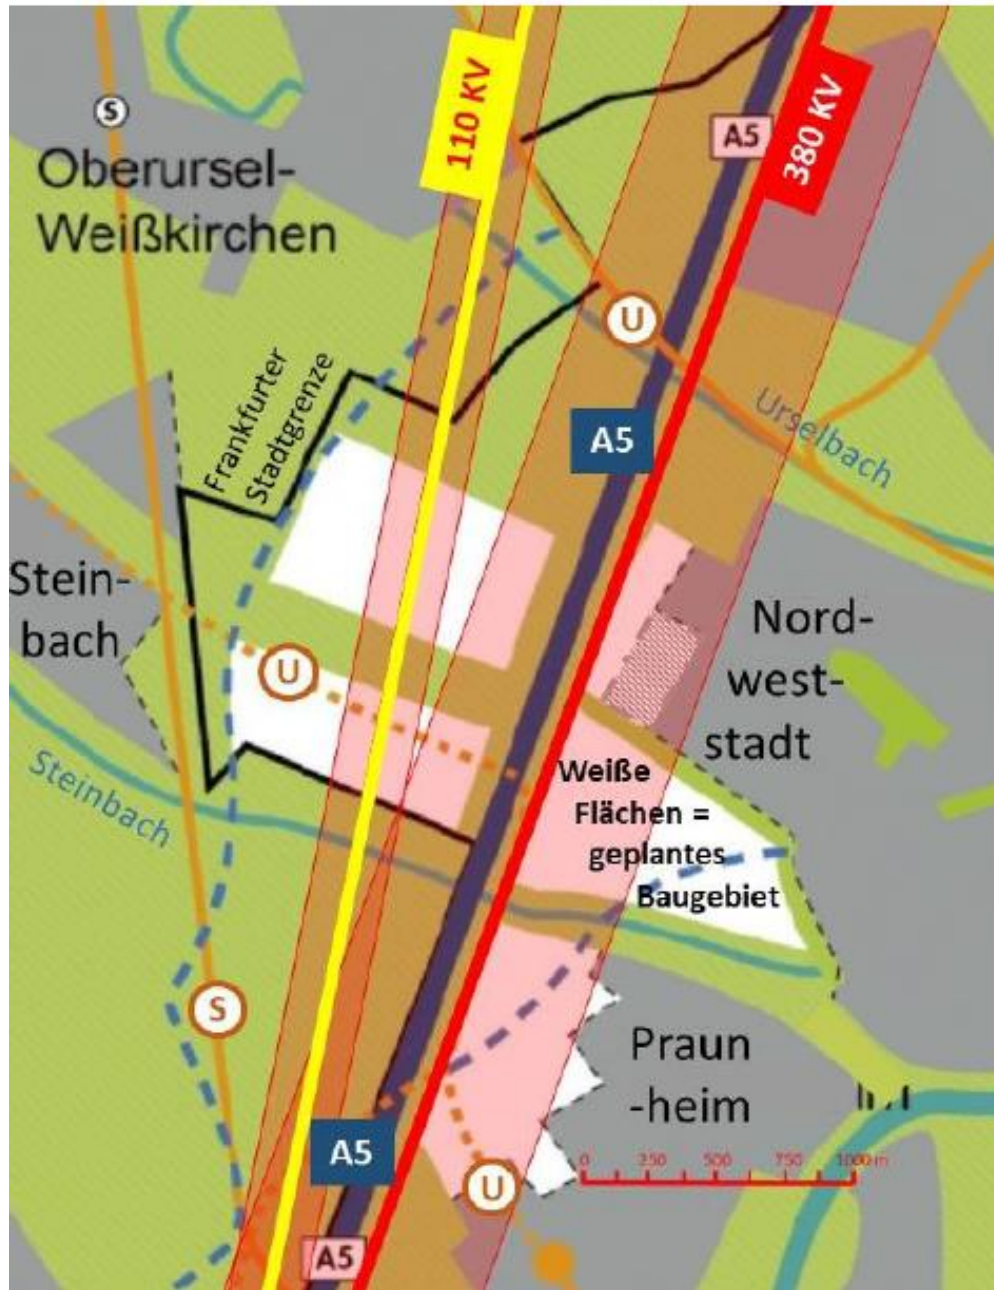 110 KV
380 KV
A5
S
Oberursel-
Weißkirchen
U
Frankfurter
Stadtgrenze
A5
Urselbach
Stein-
bach
U
Nord-
west-
stadt
Steinbach
Weiße
Flächen =
geplantes
Baugebiet
S
Praun
-heim
A5
0 250 500 750 1000m
U
A5